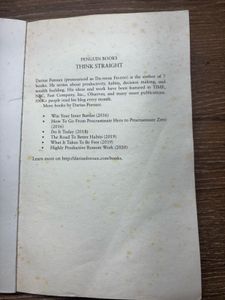 PENGUIN BOOKS
THINK STRAIGHT
Darius Foroux (pronounced as Da-reeus Foroux) is the author of 7
books. He writes about productivity, habits, decision making, and
wealth building. His ideas and work have been featured in TIME,
NBC, Fast Company, Inc., Observer, and many more publications.
people read his blog every month.
More books by Darius Foroux:
• Win Your Inner Battles (2016)
• How To Go From Procrastinate Hero to Procrastinate Zero
(2016)
• Do It Today (2018)
• The Road To Better Habits (2019)
• What It Takes To Be Free (2019)
• Highly Productive Remote Work (2020)
Learn more on http://dariusforoux.com/books.